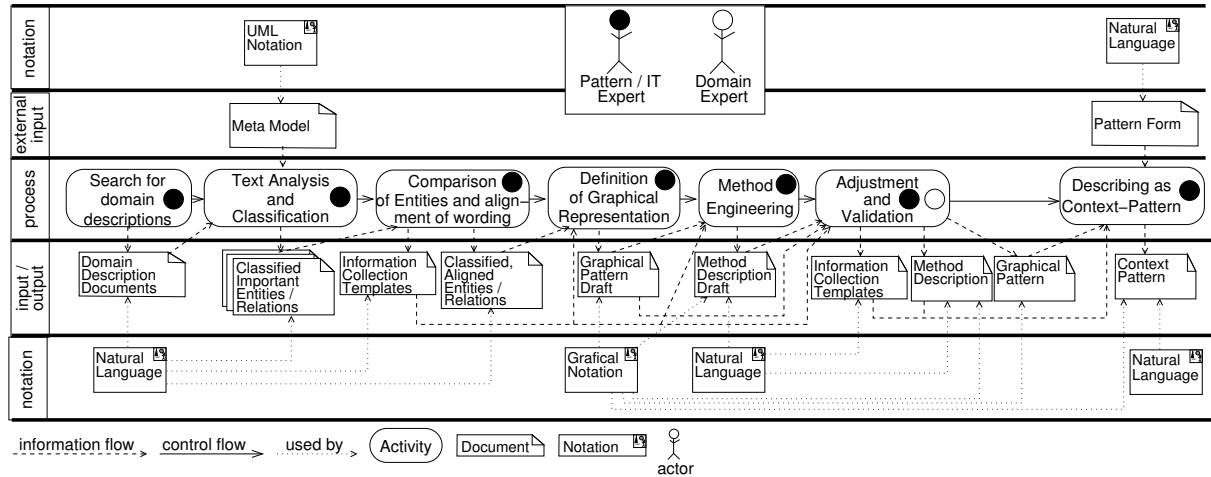 notation
UML
Notation
Pattern / IT
Expert
Domain
Expert
Natural
Language
external
input
Meta Model
Pattern Form
process
Search for
domain
descriptions
Text Analysis
and
Classification
Comparison
of Entities and align−
ment of wording
Definition
of Graphical
Representation
Method
Engineering
Adjustment
and
Validation
Describing as
Context−Pattern
input /
output
Domain
Description
Documents
Classified
Important
Entities /
Relations
Information
Collection
Templates
Classified,
Aligned
Entities /
Relations
Graphical
Pattern
Draft
Method
Description
Draft
Information
Collection
Templates
Method
Description
Graphical
Pattern
Context
Pattern
notation
Natural
Language
Grafical
Notation
Natural
Language
Natural
Language
information flow
control flow
used by
Activity
Document
Notation
actor